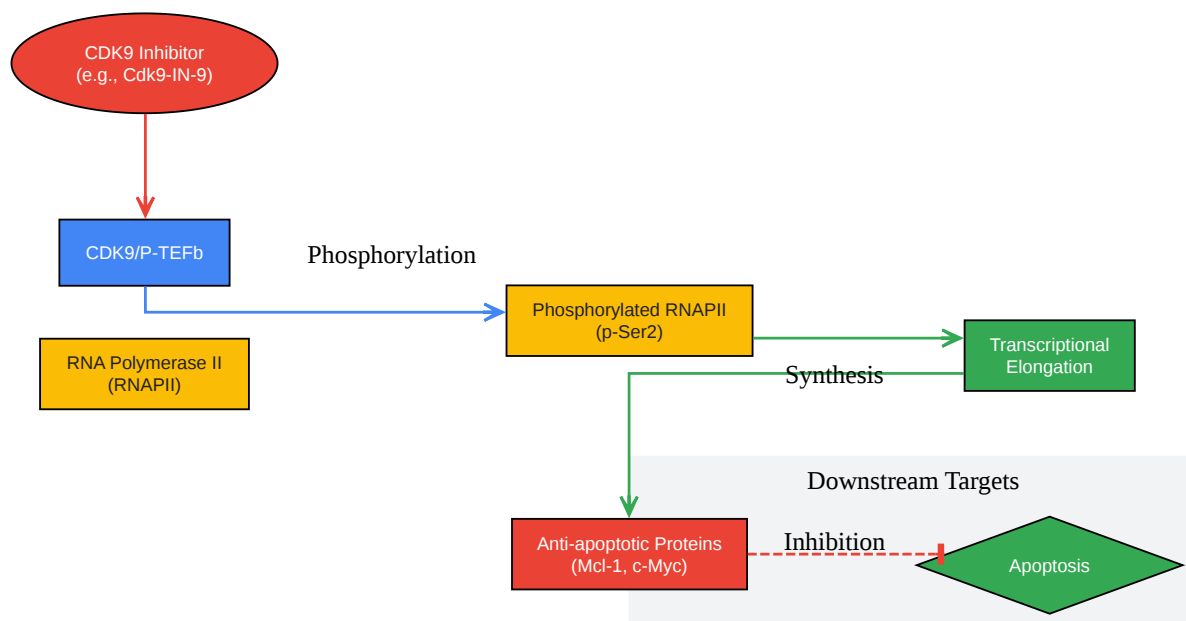 CDK9 Inhibitor
(e.g., Cdk9-IN-9)
CDK9/P-TEFb
Phosphorylation
Phosphorylated RNAPII
(p-Ser2)
RNA Polymerase II
(RNAPII)
Transcriptional
Elongation
Synthesis
Downstream Targets
Anti-apoptotic Proteins
(Mcl-1, c-Myc)
Inhibition
Apoptosis